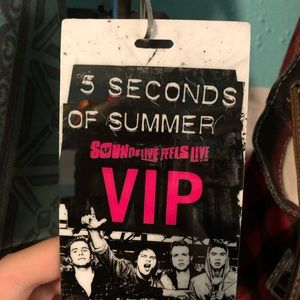 5 SECONDS
OF SUMMER
SOUNDS LIVE FEELS LIVE
VIP